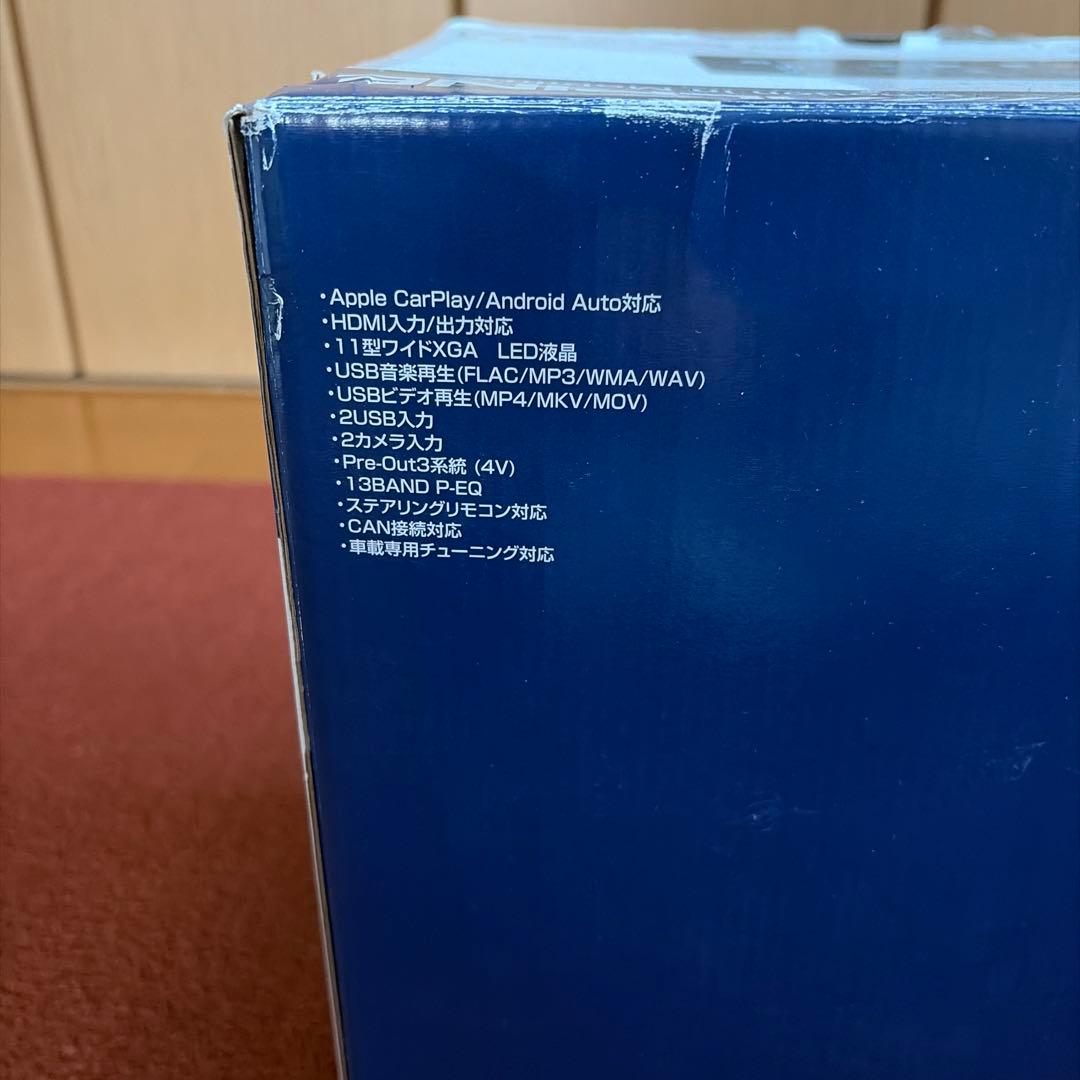 ・Apple CarPlay/Android Auto対応
・HDMI入力/出力対応
・11型ワイドXGA　LED液晶
・USB音楽再生(FLAC/MP3/WMA/WAV)
・USBビデオ再生(MP4/MKV/MOV)
・2USB入力
・2カメラ入力
・Pre-Out3系統 (4V)
・13BAND P-EQ
・ステアリングリモコン対応
・CAN接続対応
・車載専用チューニング対応